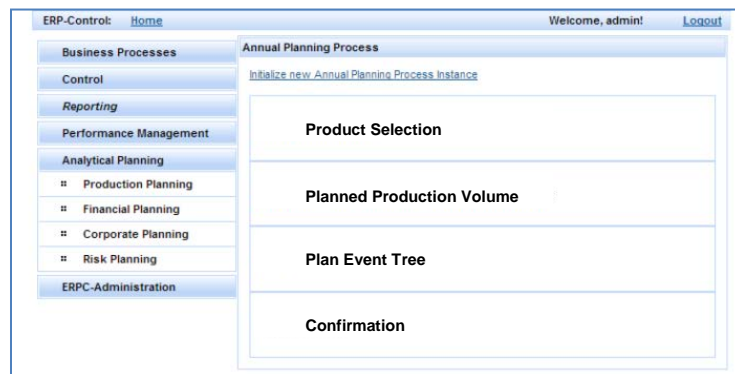 ERP-Control: Home Welcome, admin! Logout
Business Processes
Control
Reporting
Performance Management
Analytical Planning
Production Planning
Financial Planning
Corporate Planning
Risk Planning
ERPC-Administration
Annual Planning Process
Initialize new Annual Planning Process Instance
Product Selection
Planned Production Volume
Plan Event Tree
Confirmation